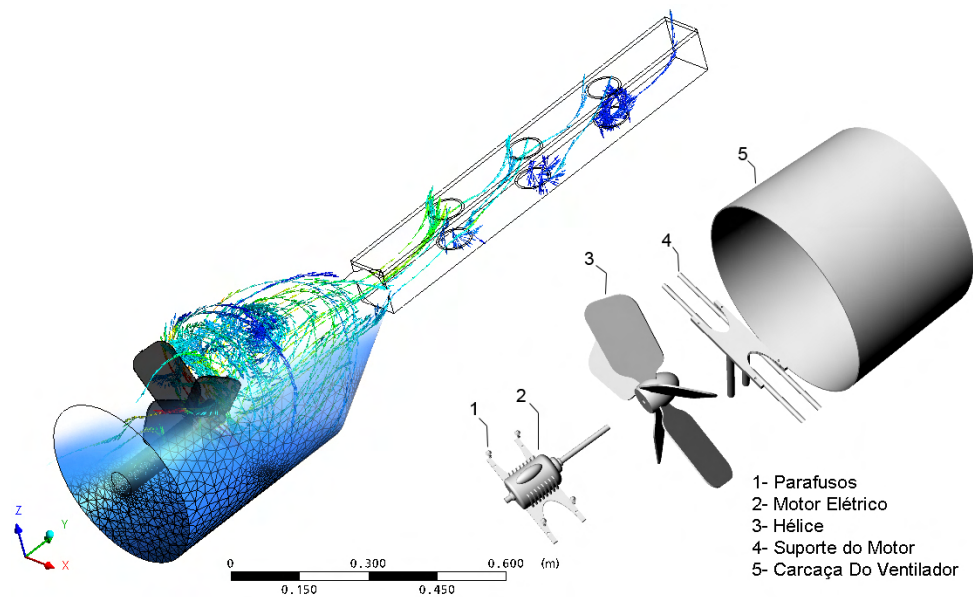 5
4
3
2
1
1- Parafusos
2- Motor Elétrico
3- Hélice
4- Suporte do Motor
5- Carcaça Do Ventilador
Z
Y
X
0 0.300 0.600 (m)
0.150 0.450